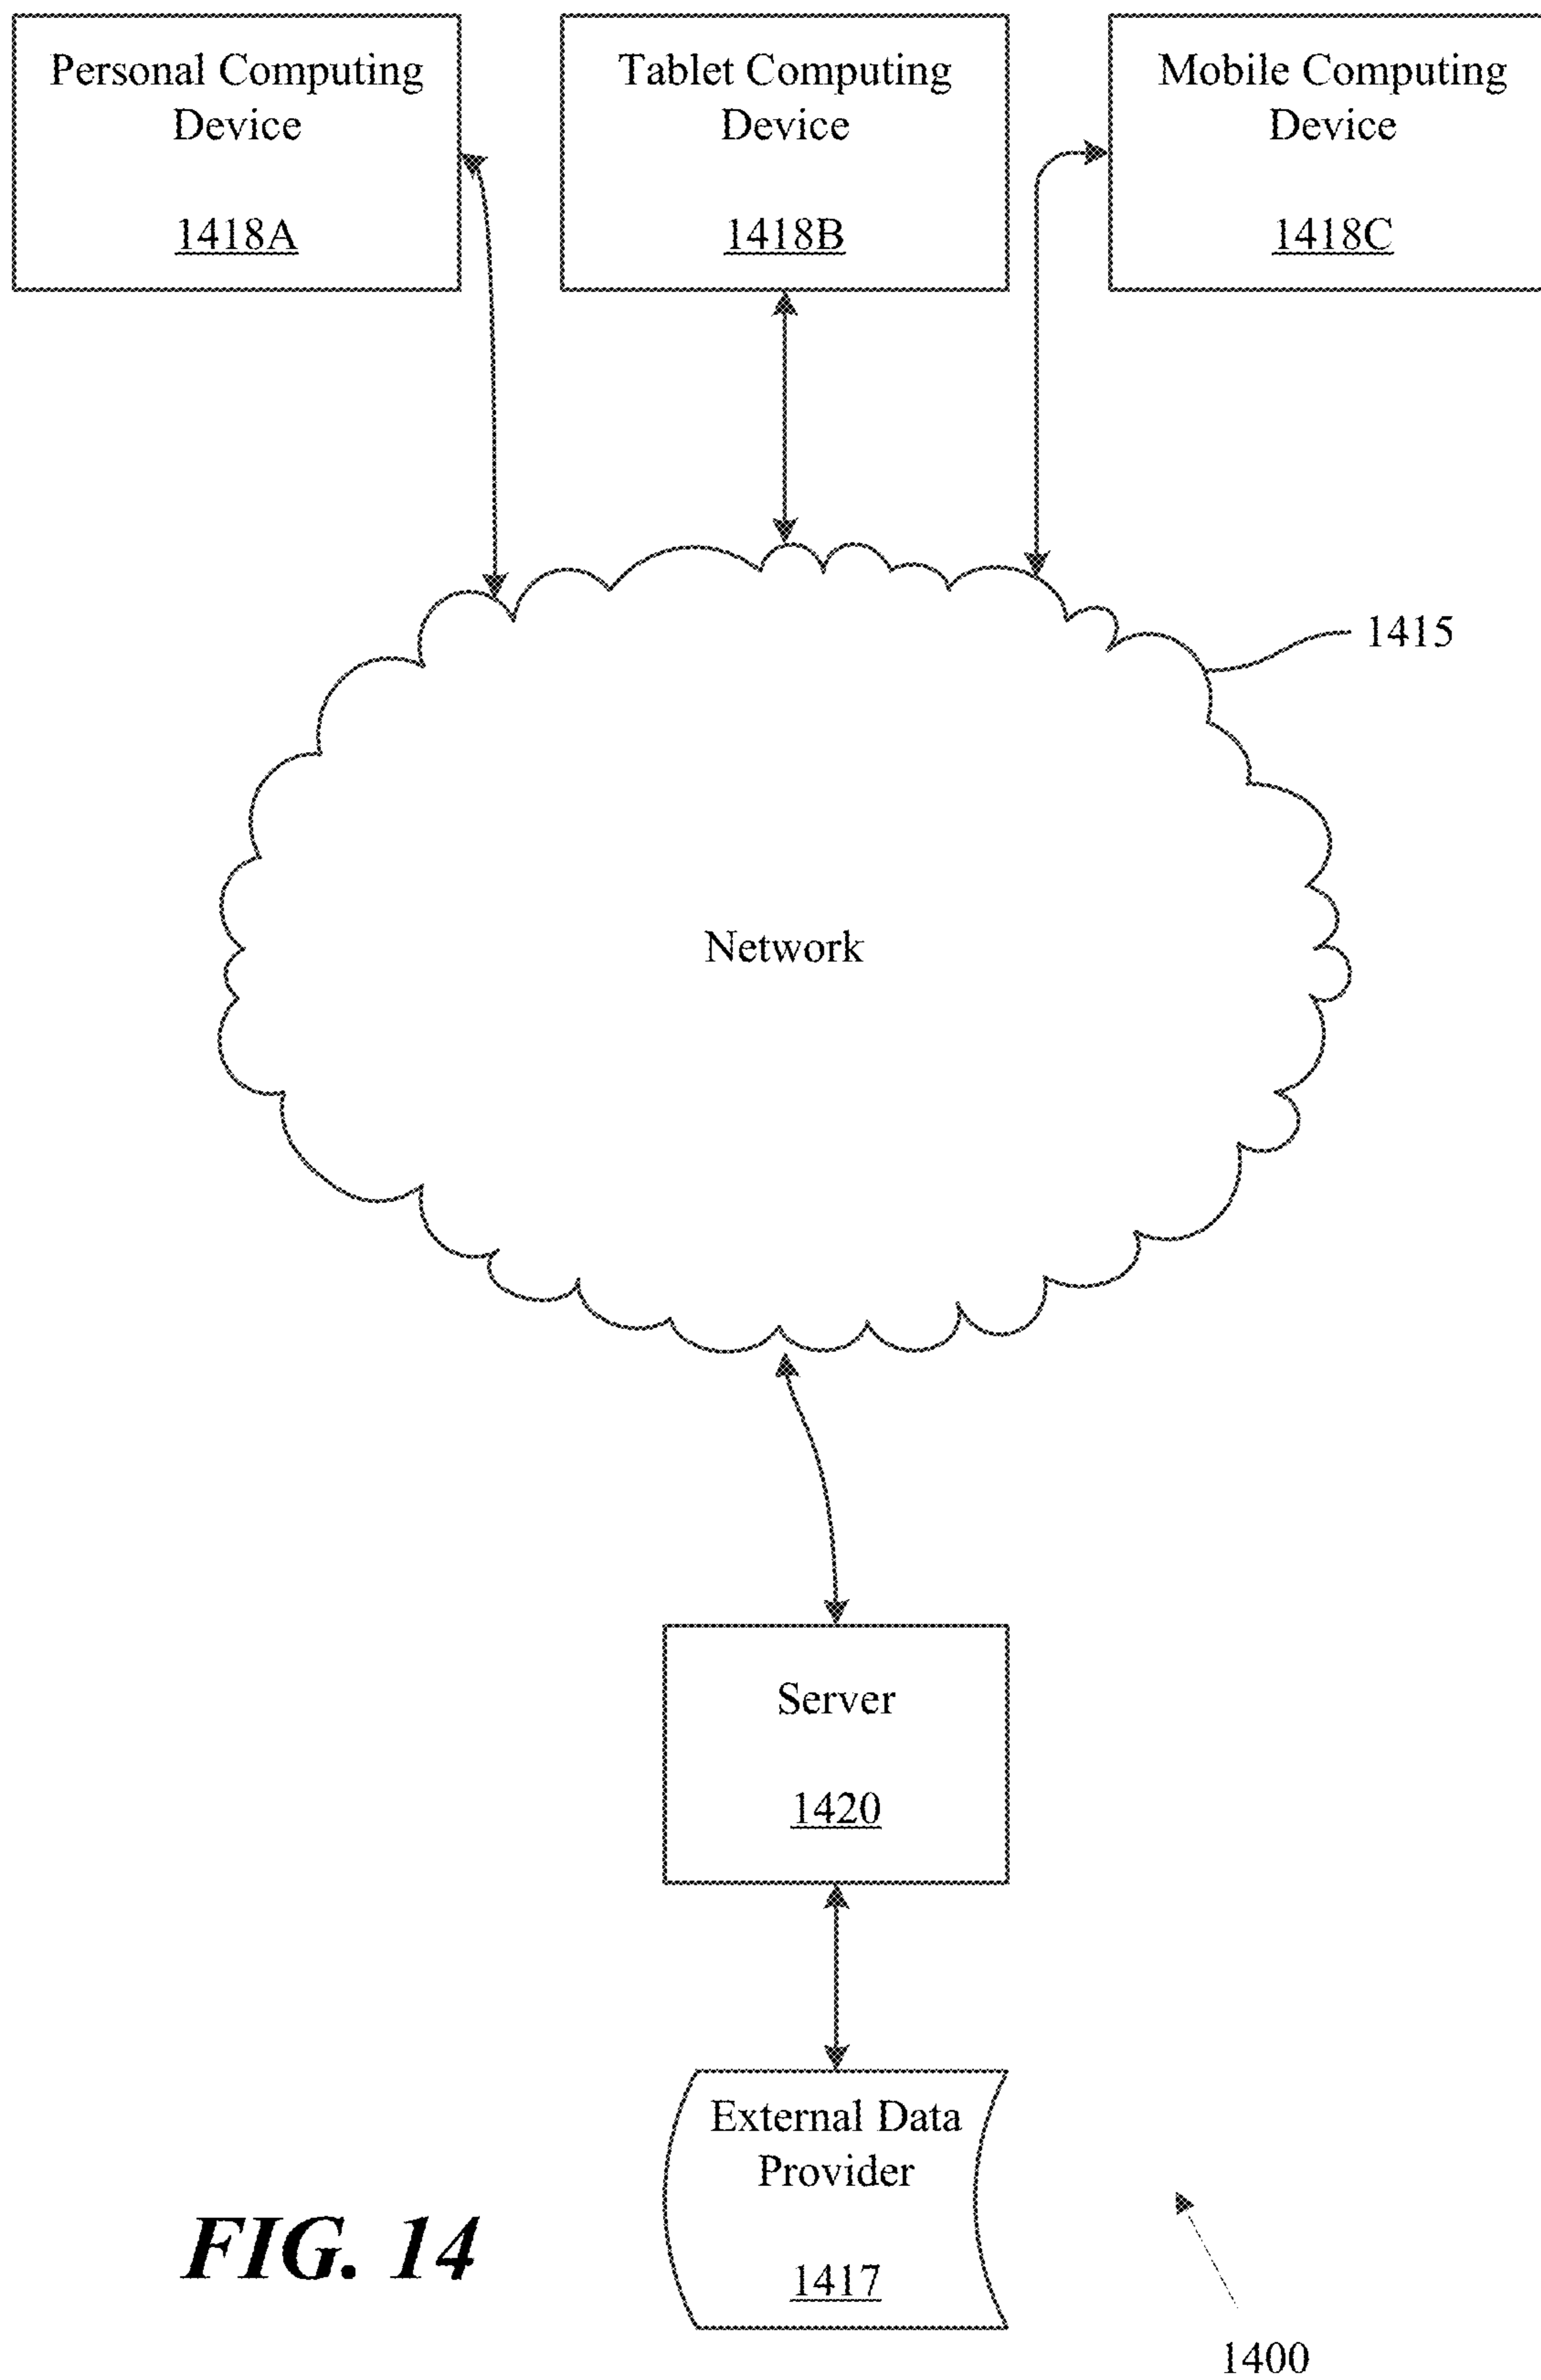 Personal Computing
Device
1418A
Tablet Computing
Device
1418B
Mobile Computing
Device
1418C
1415
Network
Server
1420
External Data
Provider
1417
FIG. 14
1400